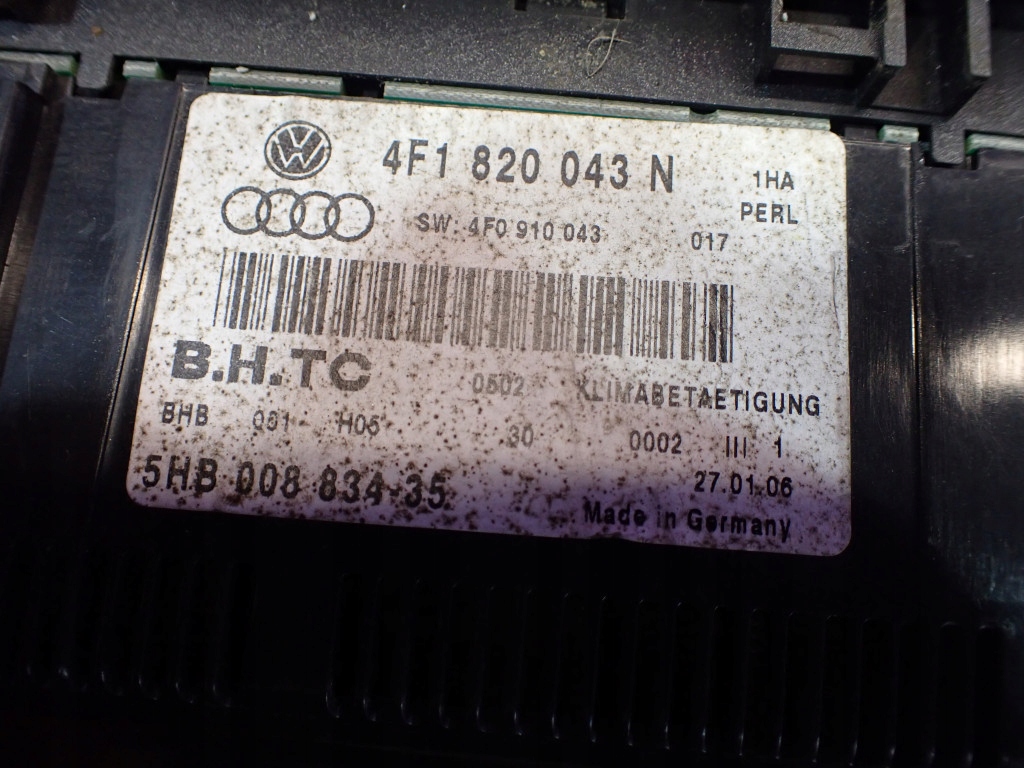 4F1 820 043 N
1HA
PERL
SW: 4F0 910 043 017
B.H.TC 0502 KLIMABETAETIGUNG
BHB 031 H06 30 0002 III 1
5HB 008 834-35 27.01.06
Made in Germany